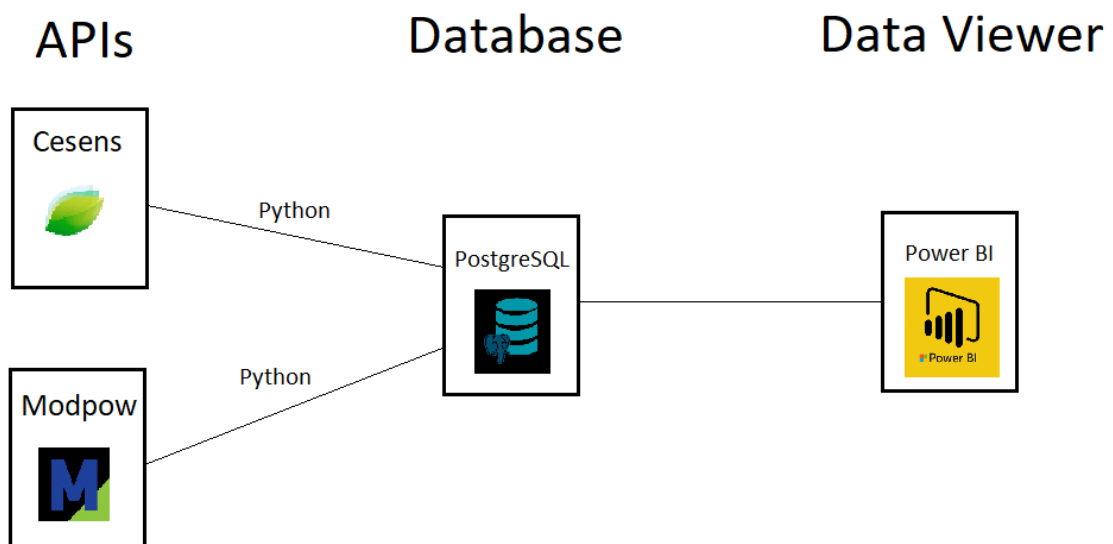 APIs
Database
Data Viewer
Cesens
Python
PostgreSQL
Power BI
Power BI
Python
Modpow
M